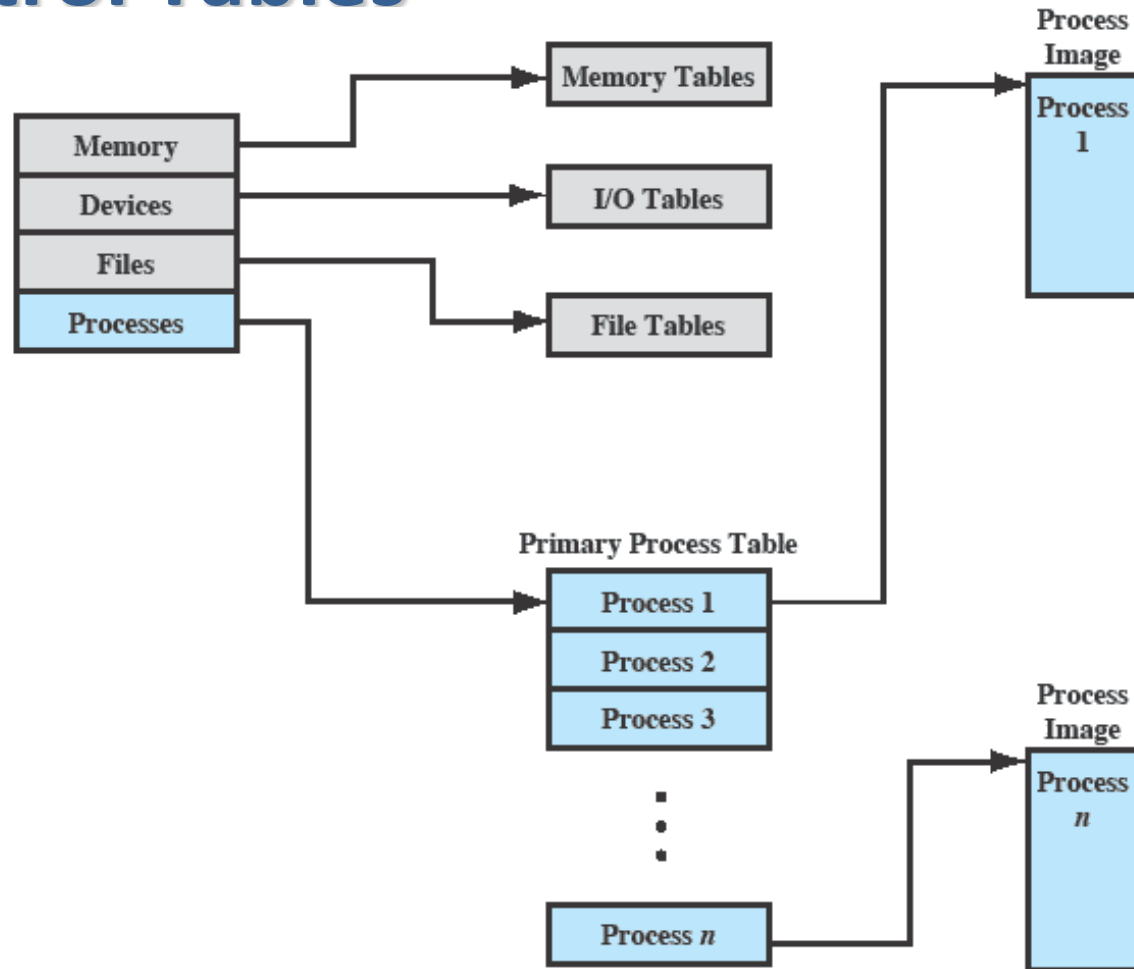 Tables
Memory
Devices
Files
Processes
Memory Tables
I/O Tables
File Tables
Primary Process Table
Process 1
Process 2
Process 3
Process n
Process
Image
Process
1
Process
Image
Process
n